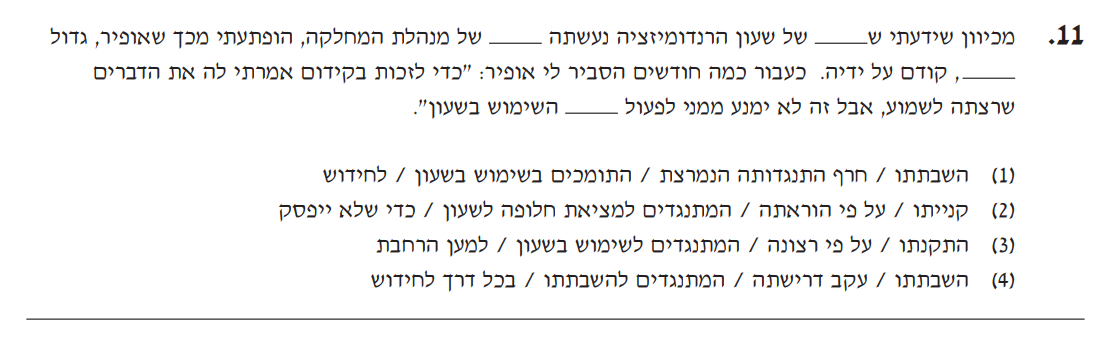 11. מכיוון שידעתי ש_____ של שעון הרנדומיזציה נעשתה _____ של מנהלת המחלקה, הופתעתי מכך שאופיר, גדול
_____, קודם על ידיה. כעבור כמה חודשים הסביר לי אופיר: "כדי לזכות בקידום אמרתי לה את הדברים
שרצתה לשמוע, אבל זה לא ימנע ממני לפעול _____ השימוש בשעון".
(1) השבתתו / חרף התנגדותה הנמרצת / התומכים בשימוש בשעון / לחידוש
(2) קנייתו / על פי הוראתה / המתנגדים למציאת חלופה לשעון / כדי שלא ייפסק
(3) התקנתו / על פי רצונה / המתנגדים לשימוש בשעון / למען הרחבת
(4) השבתתו / עקב דרישתה / המתנגדים להשבתתו / בכל דרך לחידוש